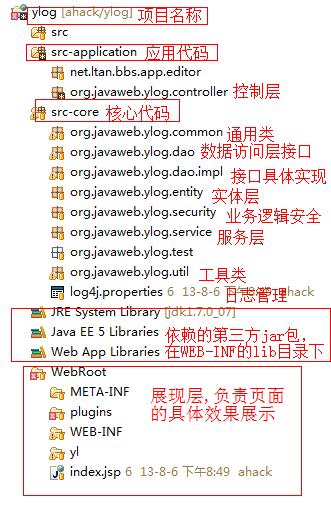 ylog [ahack/ylog] 项目名称
src
src-application 应用代码
net.ltan.bbs.app.editor
org.javaweb.ylog.controller 控制层
src-core 核心代码
org.javaweb.ylog.common 通用类
org.javaweb.ylog.dao 数据访问层接口
org.javaweb.ylog.dao.impl 接口具体实现
org.javaweb.ylog.entity 实体层
org.javaweb.ylog.security 业务逻辑安全
org.javaweb.ylog.service 服务层
org.javaweb.ylog.test
org.javaweb.ylog.util 工具类
log4j.properties 6 13-8-6 下午8:49 ahack 日志管理
JRE System Library [jdk1.7.0_07]
Java EE 5 Libraries 依赖的第三方jar包,
Web App Libraries 在WEB-INF的lib目录下
WebRoot
META-INF 展现层,负责页面
plugins 的具体效果展示
WEB-INF
yl
index.jsp 6 13-8-6 下午8:49 ahack